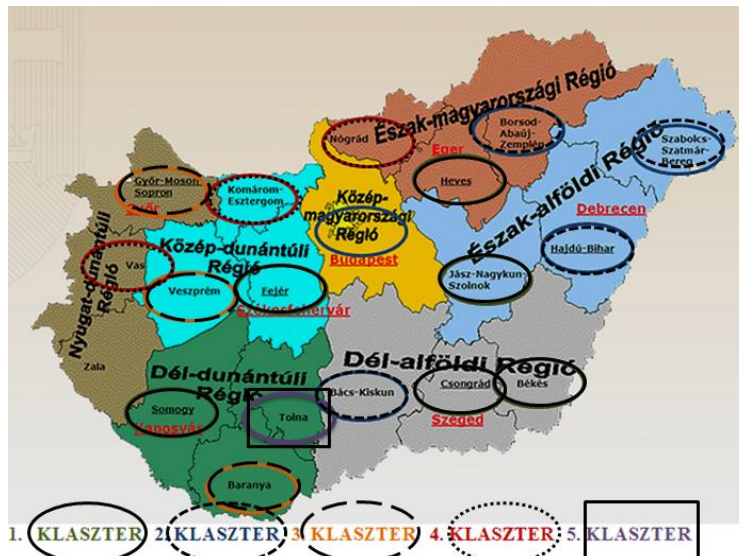 Észak-magyarországi Régió
Nógrád
Borsod-
Abaúj-
Zemplén
Eger
Szabolcs-
Szatmár-
Bereg
Győr-Moson-
Sopron
Győr
Komárom-
Esztergom
Heves
Közép-
magyarországi
Régió
Budapest
Észak-alföldi Régió
Debrecen
Hajdú-Bihar
Nyugat-dunántúli
Régió
Vas
Közép-dunántúli
Régió
Veszprém
Fejér
Székesfehérvár
Jász-Nagykun-
Szolnok
Zala
Dél-dunántúli
Régió
Somogy
Kaposvár
Tolna
Dél-alföldi Régió
Bács-Kiskun
Csongrád
Békés
Szeged
Baranya
1. KLASZTER 2. KLASZTER 3 KLASZTER 4. KLASZTER 5. KLASZTER